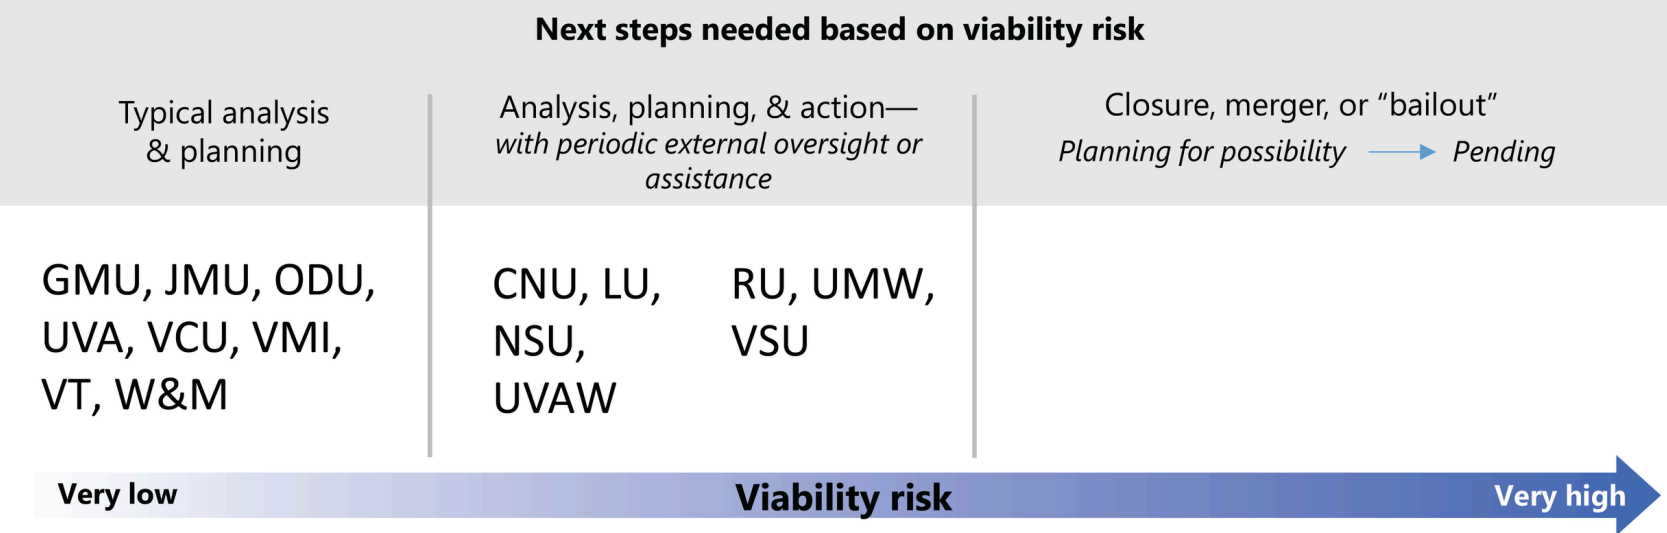 Next steps needed based on viability risk
Typical analysis
& planning
Analysis, planning, & action—
with periodic external oversight or
assistance
Closure, merger, or “bailout”
Planning for possibility
Pending
GMU, JMU, ODU,
UVA, VCU, VMI,
VT, W&M
CNU, LU,
NSU,
UVAW
RU, UMW,
VSU
Very low
Viability risk
Very high